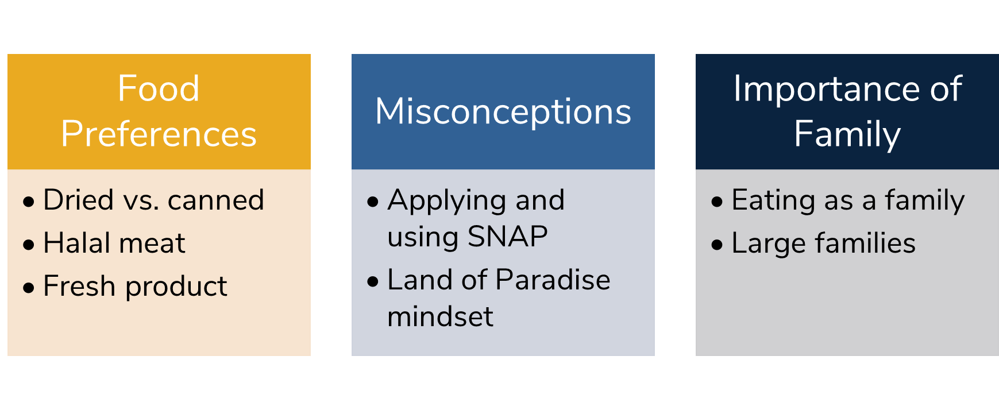 Food
Preferences
• Dried vs. canned
• Halal meat
• Fresh product
Misconceptions
• Applying and
using SNAP
• Land of Paradise
mindset
Importance of
Family
• Eating as a family
• Large families